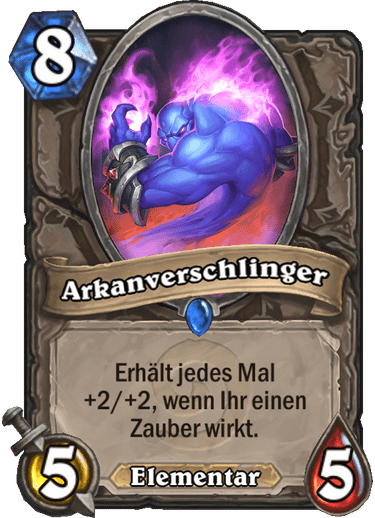 8
Arkanverschlinger
Erhält jedes Mal
+2/+2, wenn Ihr einen
Zauber wirkt.
5
Elementar
5